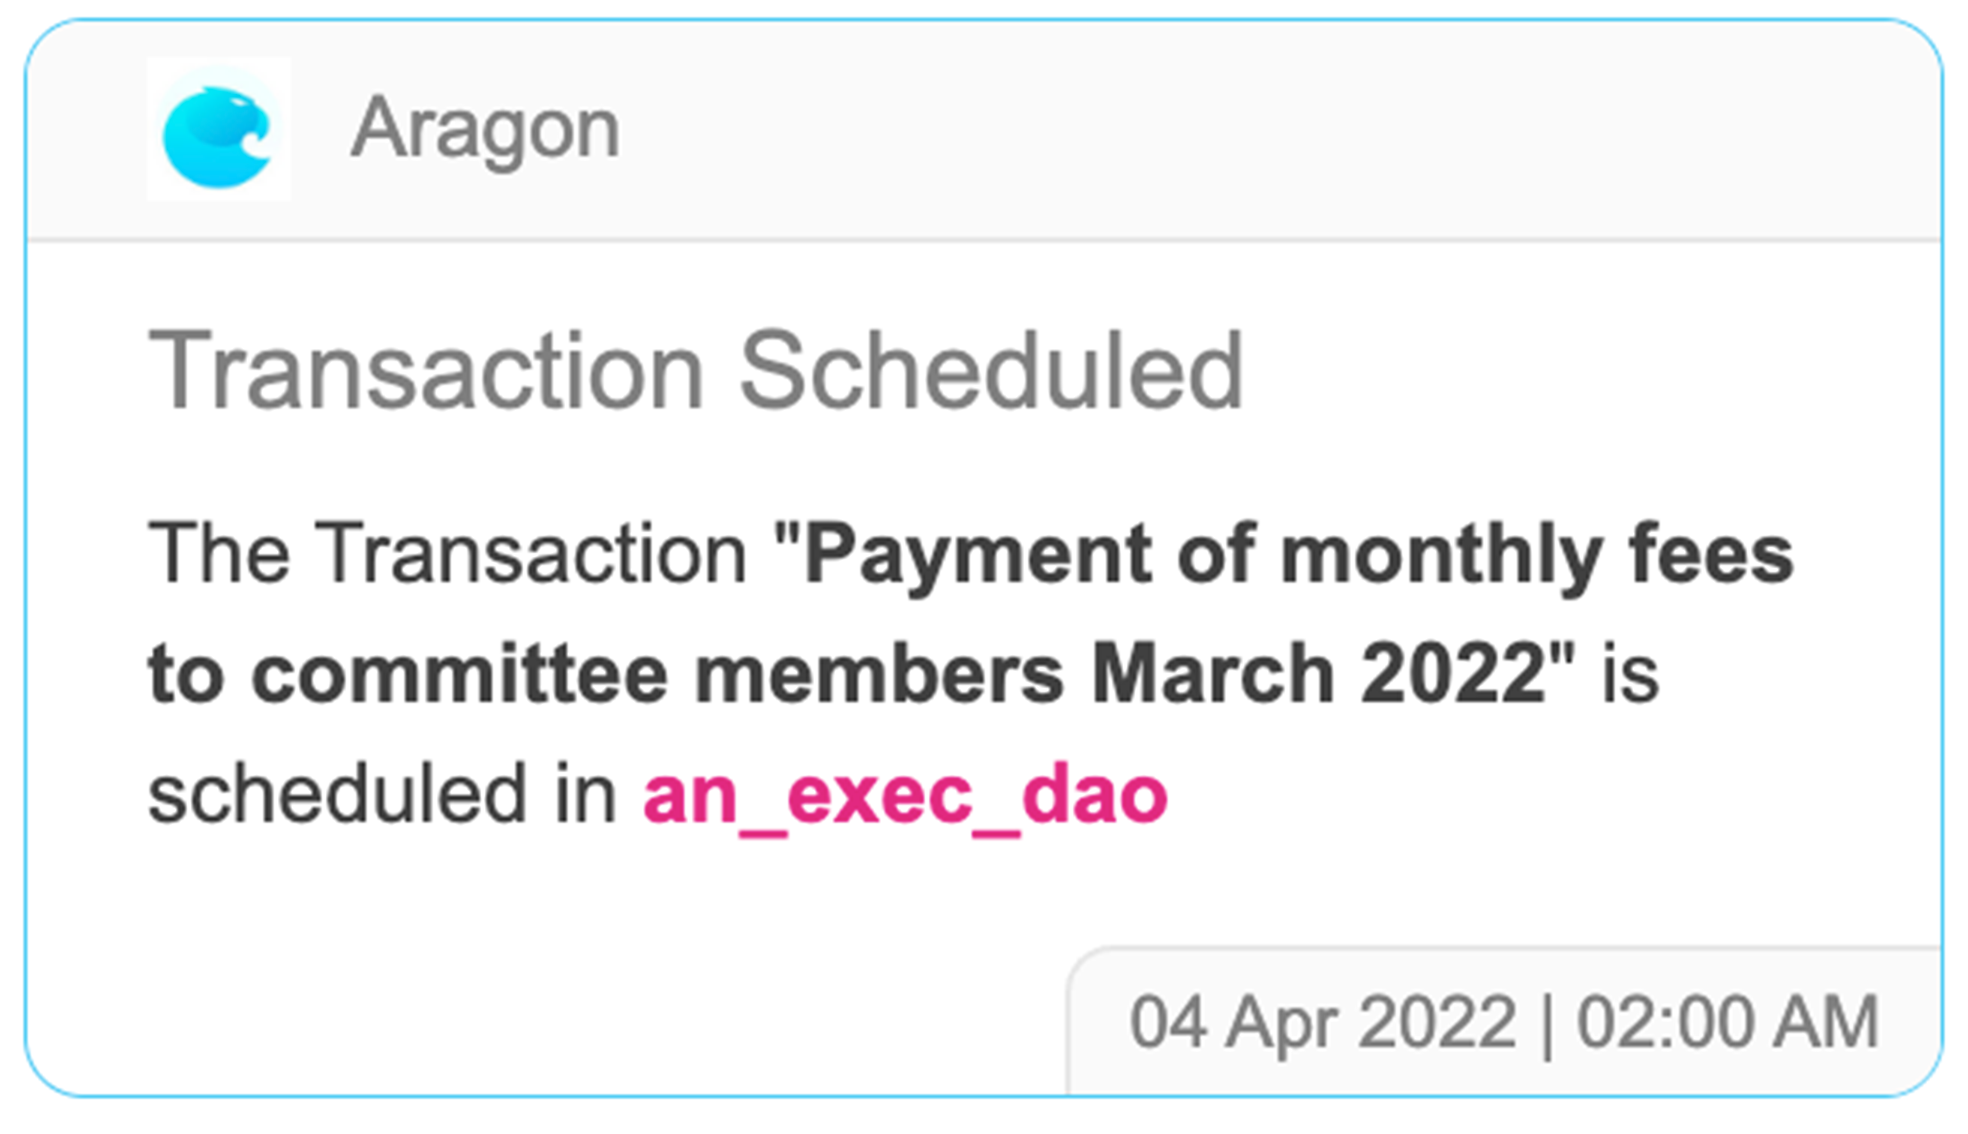 Aragon
Transaction Scheduled
The Transaction "Payment of monthly fees
to committee members March 2022" is
scheduled in an_exec_dao
04 Apr 2022 | 02:00 AM